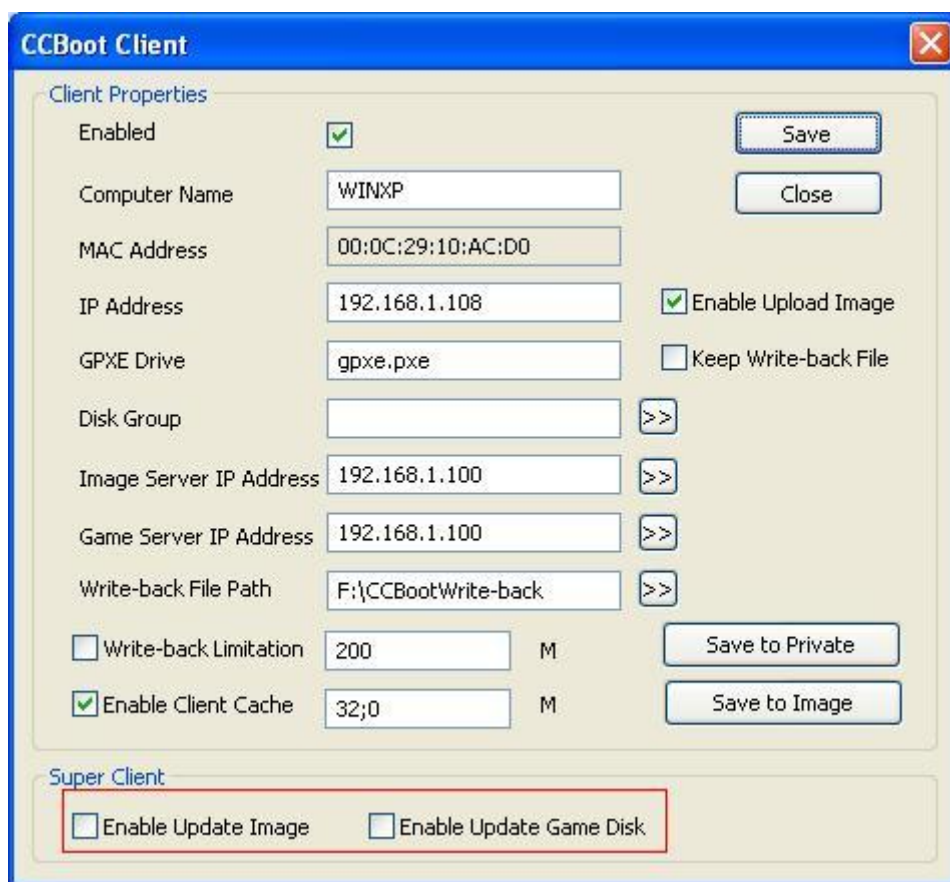 CCBoot Client
Client Properties
Enabled
Save
Computer Name WINXP
Close
MAC Address 00:0C:29:10:AC:D0
IP Address 192.168.1.108
Enable Upload Image
GPXE Drive gpxe.pxe
Keep Write-back File
Disk Group >>
Image Server IP Address 192.168.1.100 >>
Game Server IP Address 192.168.1.100 >>
Write-back File Path F:\CCBootWrite-back >>
Write-back Limitation 200 M
Save to Private
Enable Client Cache 32;0 M
Save to Image
Super Client
Enable Update Image Enable Update Game Disk